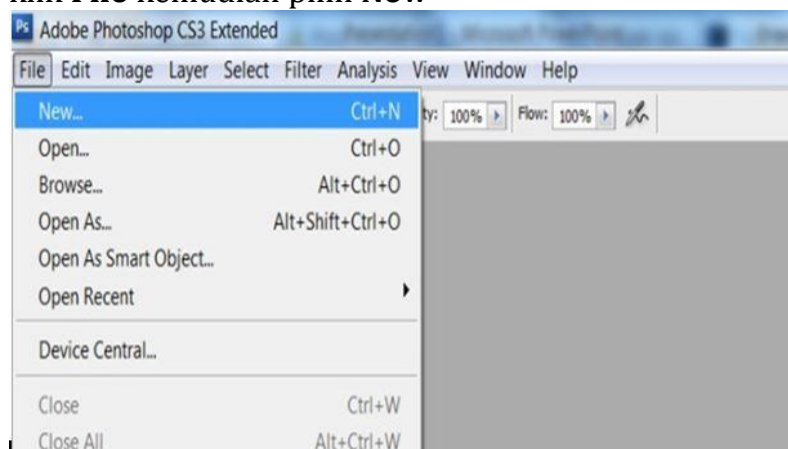 Adobe Photoshop CS3 Extended
File Edit Image Layer Select Filter Analysis View Window Help
New... Ctrl+N
ty: 100% Flow: 100%
Open... Ctrl+O
Browse... Alt+Ctrl+O
Open As... Alt+Shift+Ctrl+O
Open As Smart Object...
Open Recent
Device Central...
Close Ctrl+W
Close All Alt+Ctrl+W